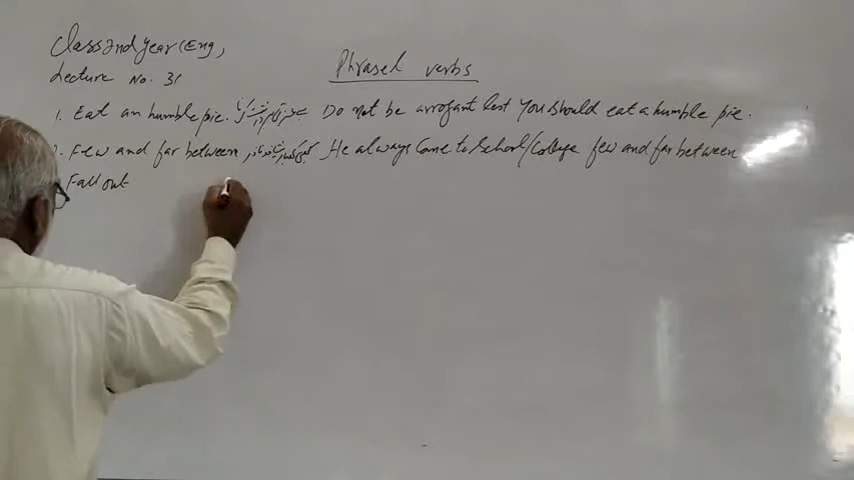 Class 2nd year (Eng,
Lecture No. 31
Phrasel verbs
1. Eat an humble pie. Do not be arrogant lest you should eat a humble pie.
2. Few and far between He always Come to School/College few and far between
Fall out